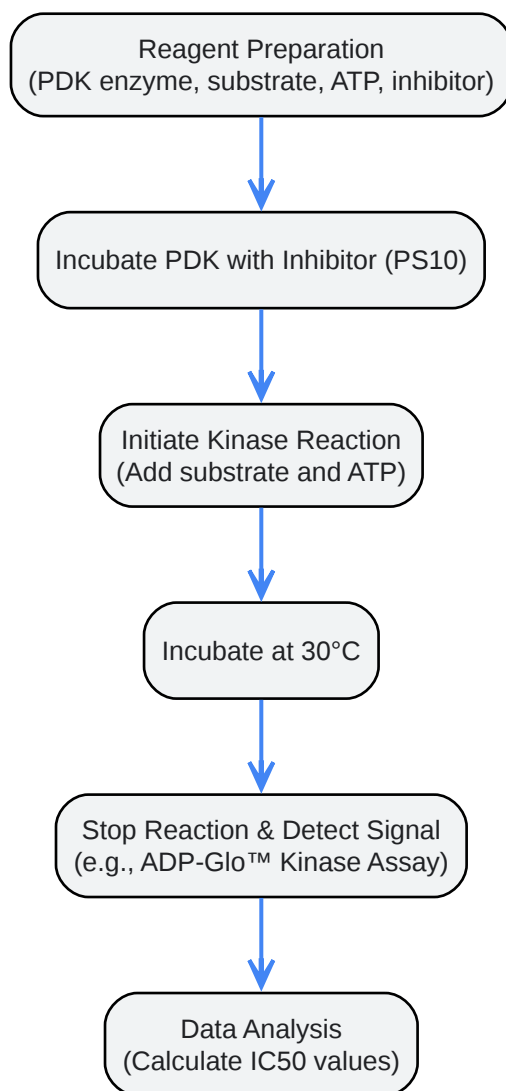 Reagent Preparation
(PDK enzyme, substrate, ATP, inhibitor)
Incubate PDK with Inhibitor (PS10)
Initiate Kinase Reaction
(Add substrate and ATP)
Incubate at 30°C
Stop Reaction & Detect Signal
(e.g., ADP-Glo™ Kinase Assay)
Data Analysis
(Calculate IC50 values)